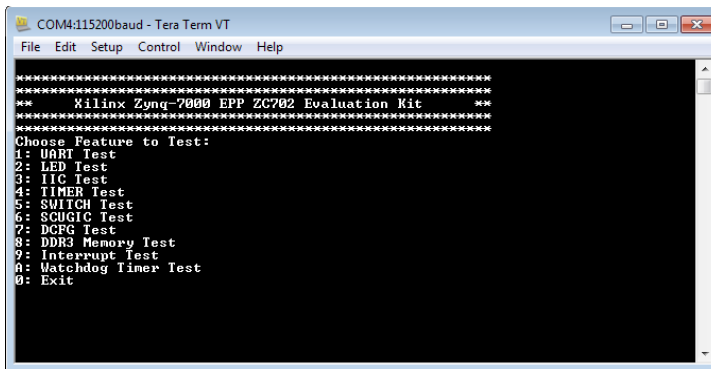 COM4:115200baud - Tera Term VT
File Edit Setup Control Window Help
**************************************************
**************************************************
** Xilinx Zynq-7000 EPP ZC702 Evaluation Kit **
**************************************************
**************************************************
Choose Feature to Test:
1: UART Test
2: LED Test
3: IIC Test
4: TIMER Test
5: SWITCH Test
6: SCUGIC Test
7: DCFG Test
8: DDR3 Memory Test
9: Interrupt Test
A: Watchdog Timer Test
0: Exit